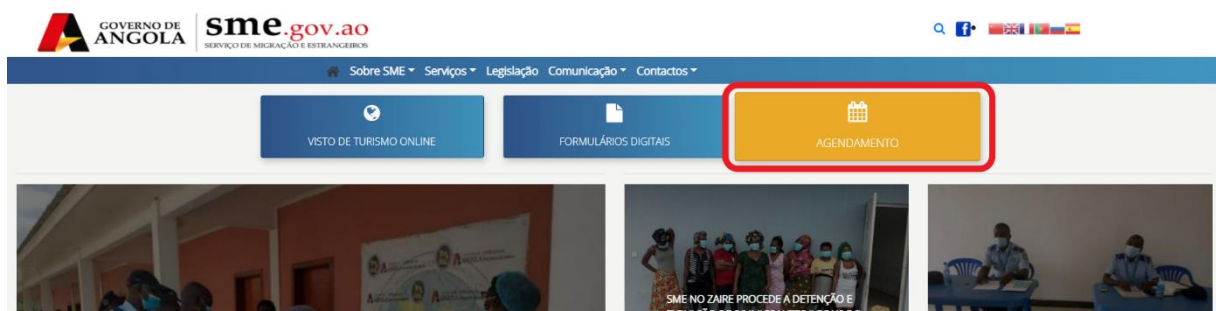 GOVERNO DE
ANGOLA
sme.gov.ao
SERVIÇO DE MIGRAÇÃO E ESTRANGEIROS
Sobre SME Serviços Legislação Comunicação Contactos
VISTO DE TURISMO ONLINE
FORMULÁRIOS DIGITAIS
AGENDAMENTO
SME NO ZAIRE PROCEDE A DETENÇÃO E